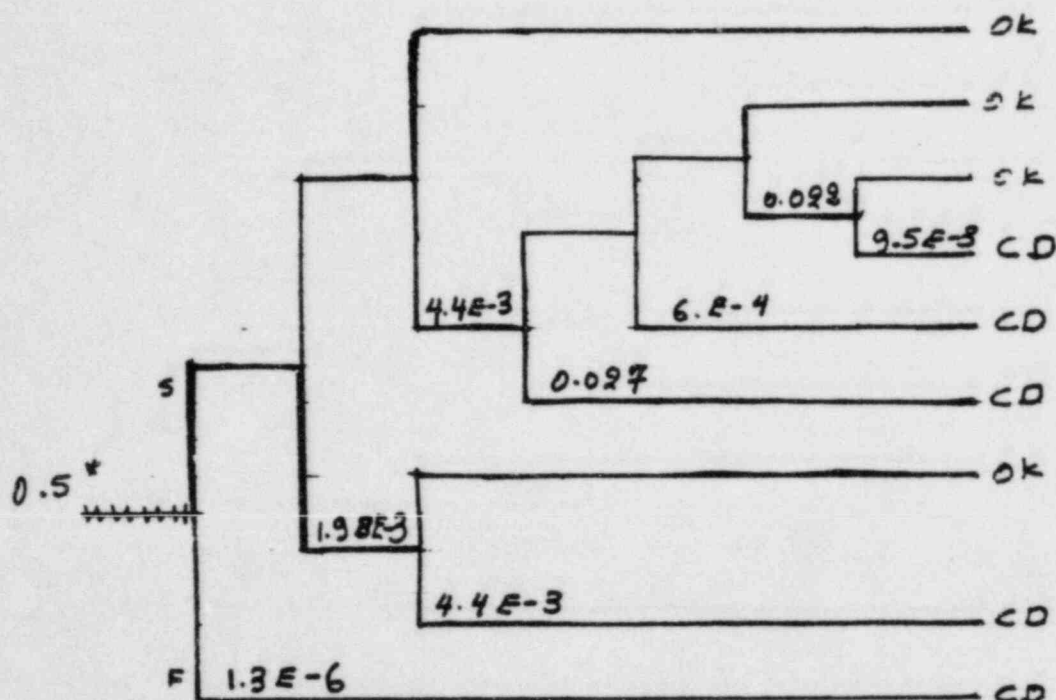 OK
OK
OK
0.022
9.5E-3 CD
4.4E-3 6.E-4 CD
S 0.027 CD
0.5 *
OK
1.98E-3
4.4E-3 CD
F 1.3E-6 CD